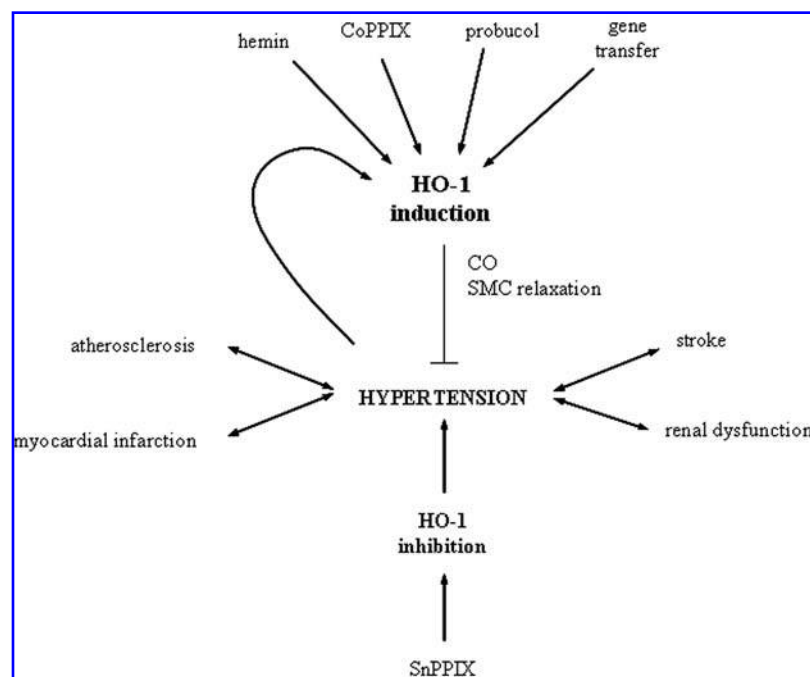 hemin
CoPPIX
probucol
gene
transfer
HO-1
induction
CO
SMC relaxation
atherosclerosis
stroke
HYPERTENSION
myocardial infarction
renal dysfunction
HO-1
inhibition
SnPPIX